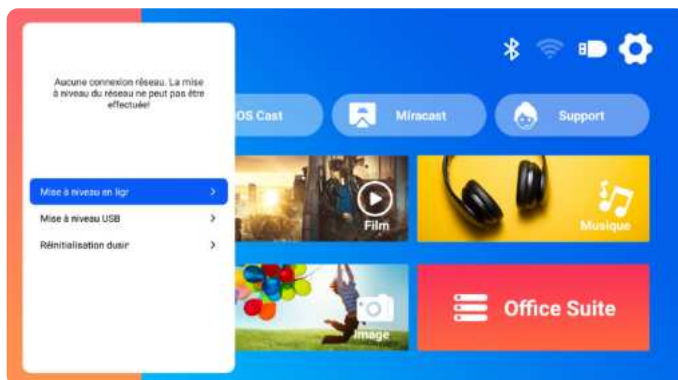 Aucune connexion réseau. La mise
à niveau du réseau ne peut pas être
effectuée!
OS Cast
Miracast
Support
Mise à niveau en ligr
Mise à niveau USB
Réinitialisation dusir
Film
Musique
Image
Office Suite